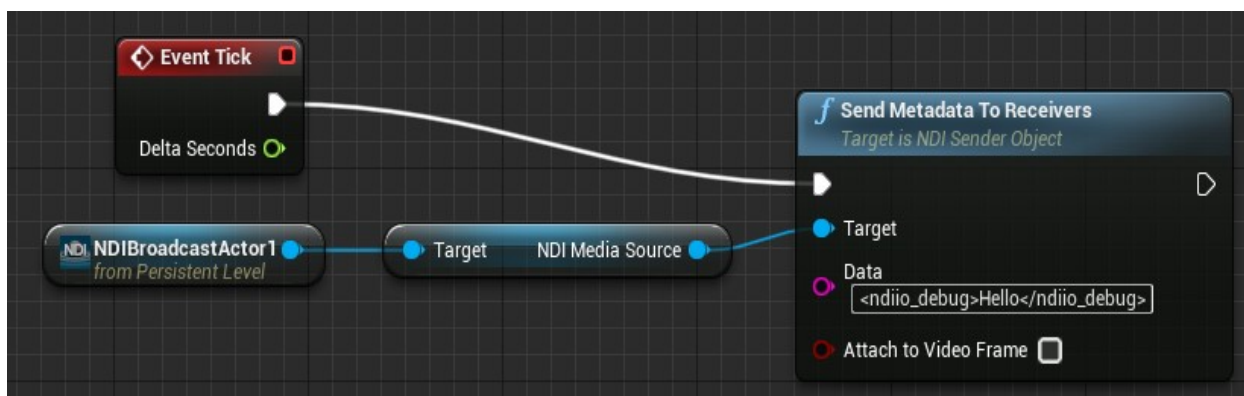 Event Tick
Delta Seconds
NDI NDIBroadcastActor1
from Persistent Level
Target NDI Media Source
f Send Metadata To Receivers
Target is NDI Sender Object
Target
Data
<ndiio_debug>Hello</ndiio_debug>
Attach to Video Frame